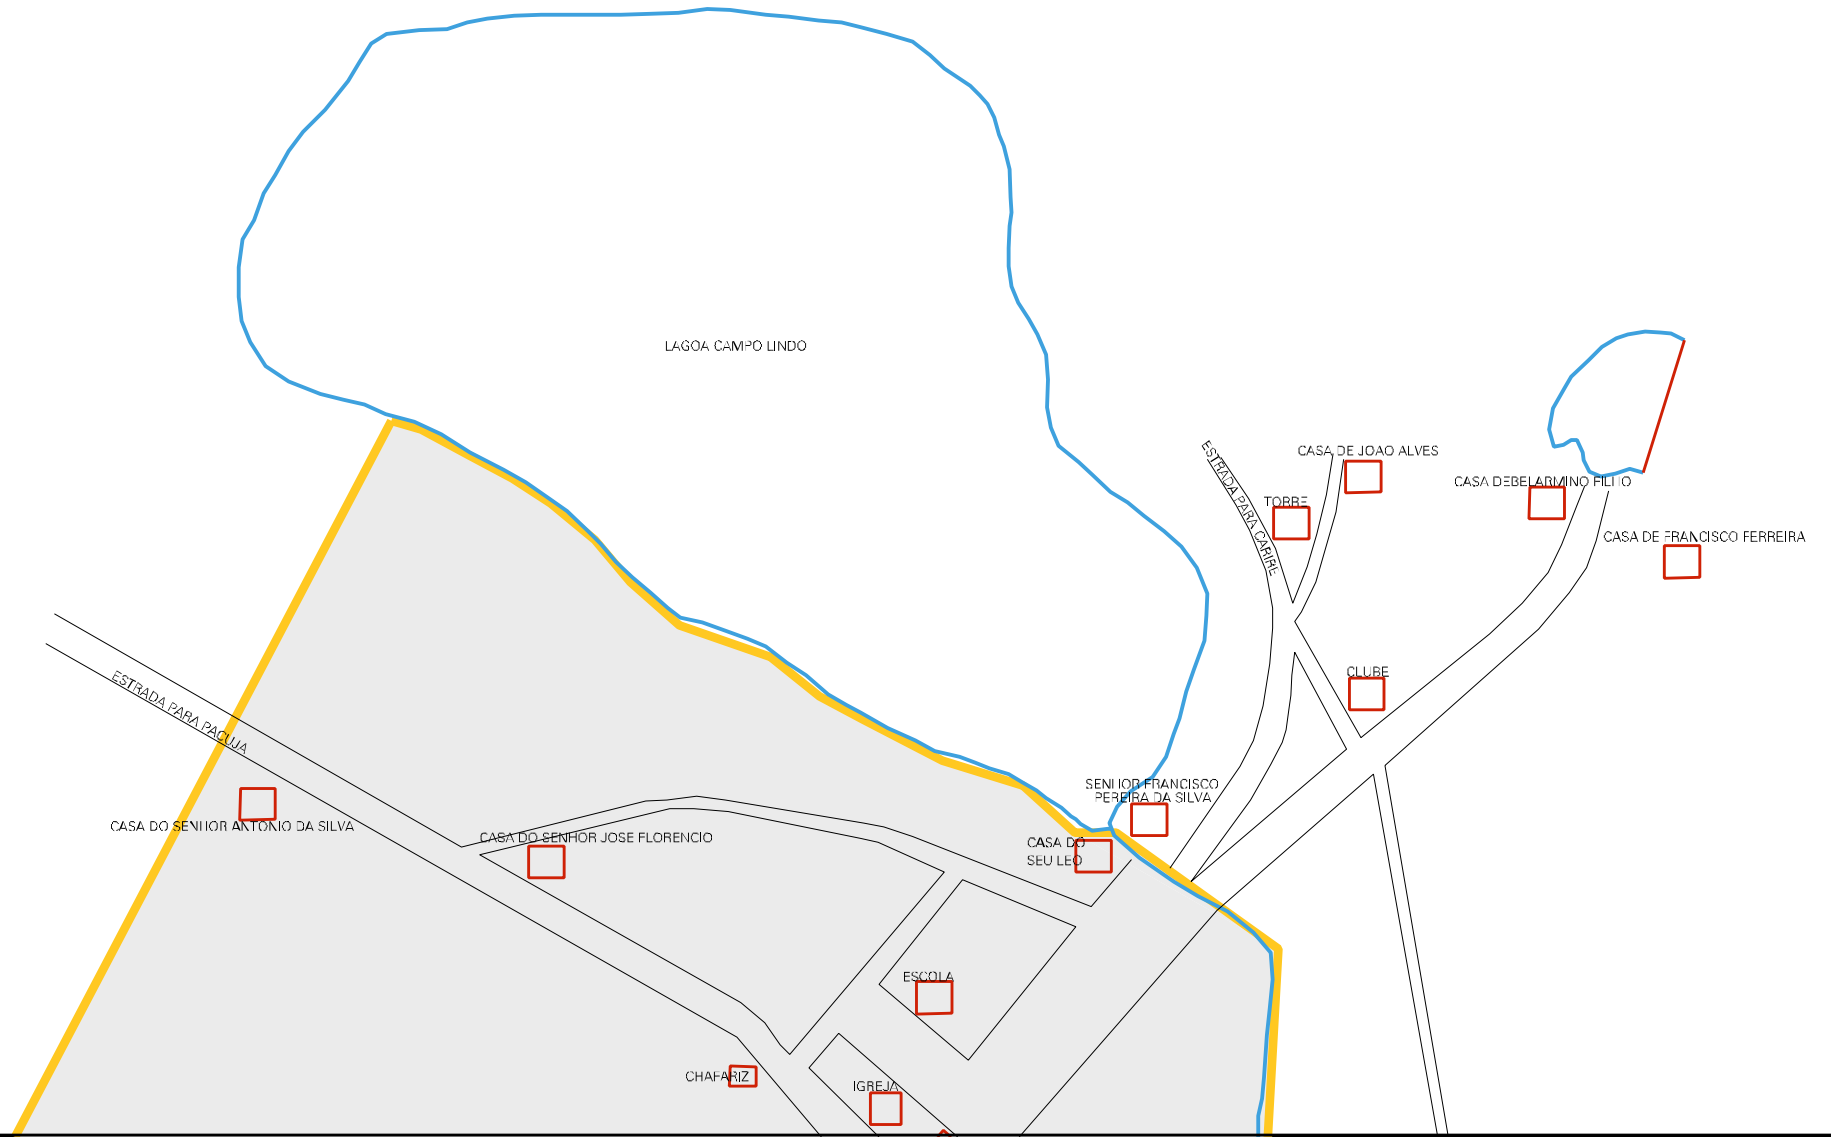 LAGOA CAMPO LINDO
ESTRADA PARA CARIRE
CASA DE JOAO ALVES
TORRE
CASA DEBELARMINO FILHO
CASA DE FRANCISCO FERREIRA
CLUBE
ESTRADA PARA PACUJA
SENHOR FRANCISCO
PEREIRA DA SILVA
CASA DO SENHOR ANTONIO DA SILVA
CASA DO SENHOR JOSE FLORENCIO
CASA DO
SEU LEO
ESCOLA
CHAFARIZ
IGREJA